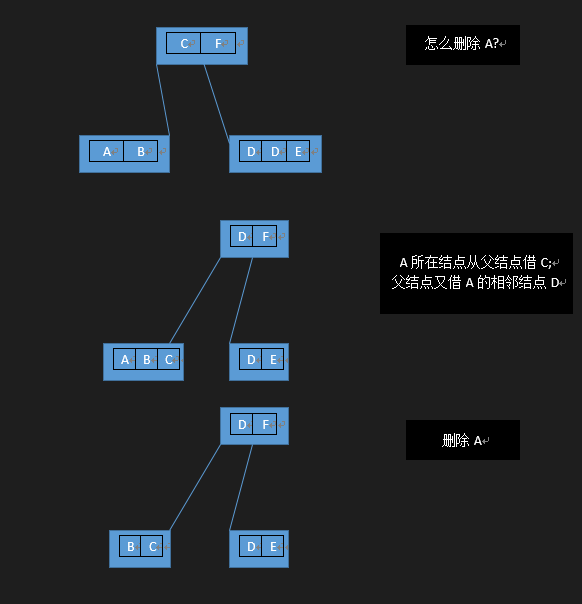 C F
怎么删除 A?
A B
D D E
D F
A 所在结点从父结点借 C;
父结点又借 A 的相邻结点 D
A B C
D E
D F
删除 A
B C
D E